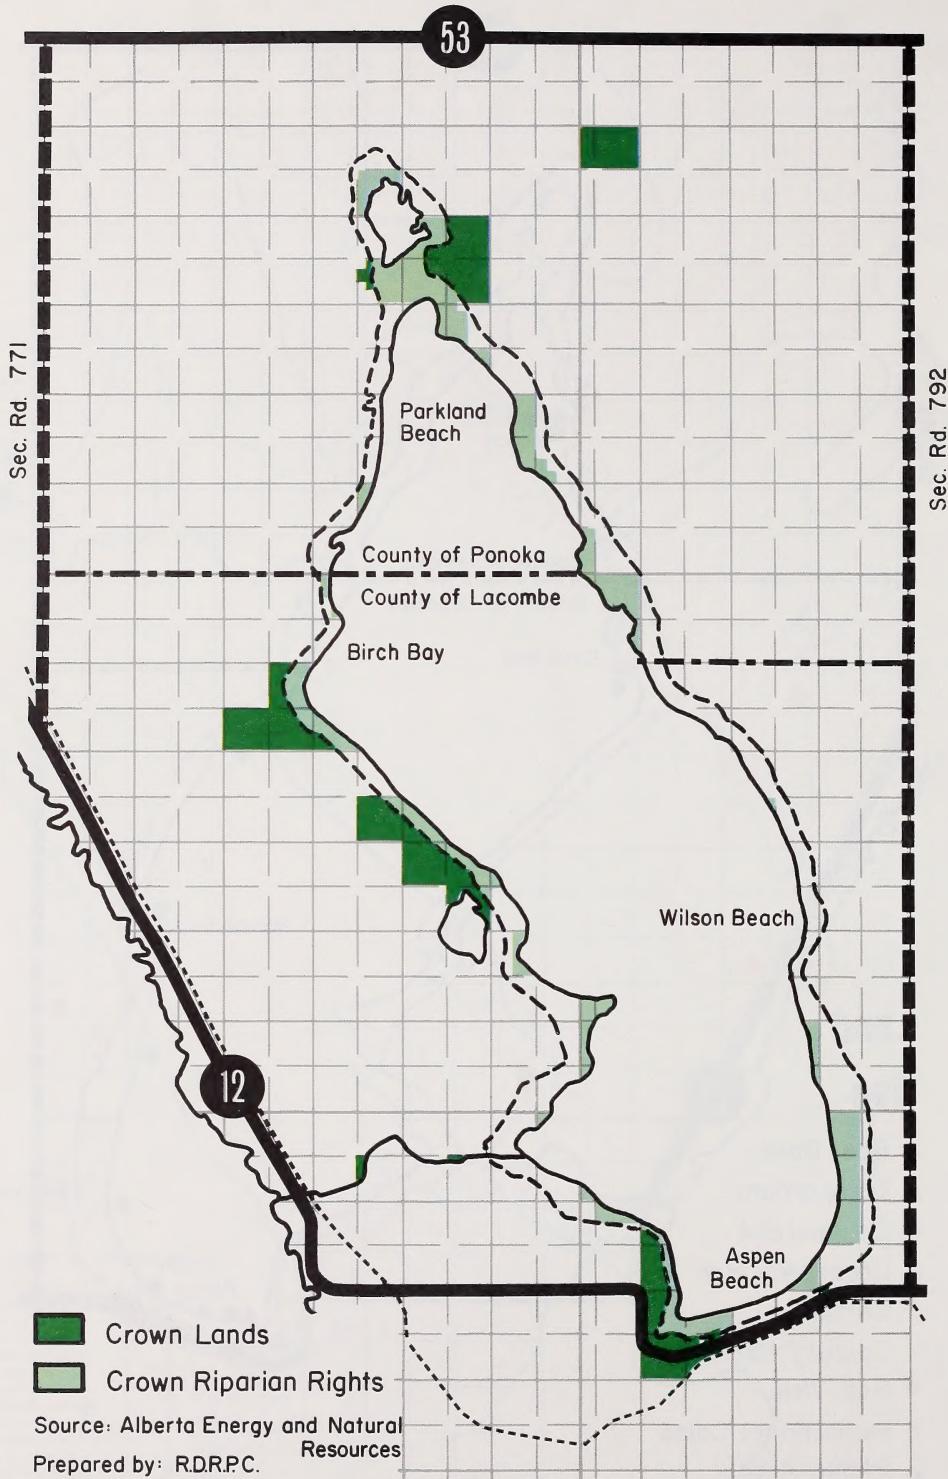 53
Sec. Rd. 771
Sec. Rd. 792
Parkland
Beach
County of Ponoka
County of Lacombe
Birch Bay
Wilson Beach
12
Aspen
Beach
Crown Lands
Crown Riparian Rights
Source: Alberta Energy and Natural
Resources
Prepared by: R.D.R.P.C.